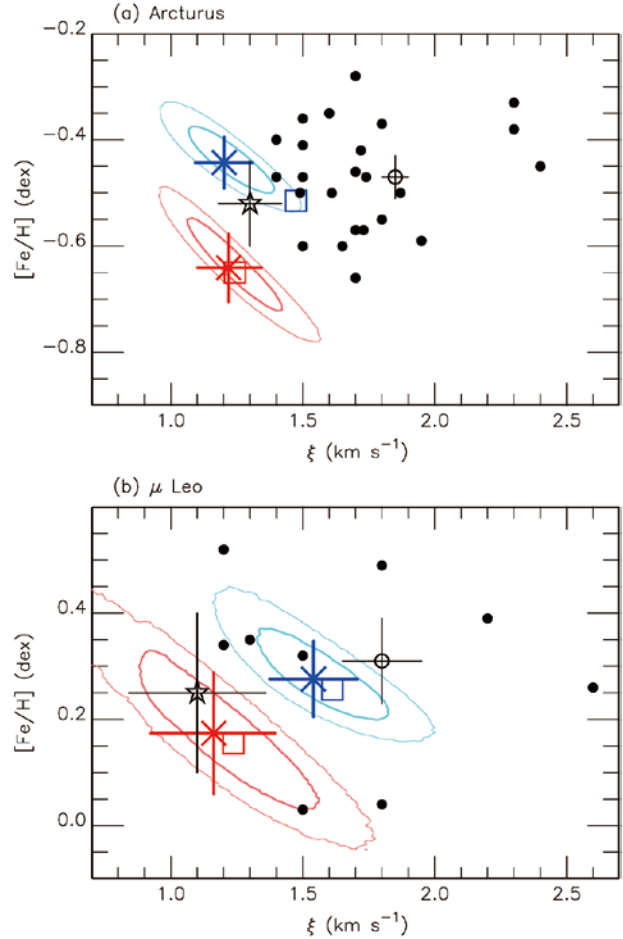 (a) Arcturus
−0.2
−0.4
−0.6
−0.8
[Fe/H] (dex)
1.0 1.5 2.0 2.5
ξ (km s⁻¹)
(b) μ Leo
0.4
0.2
0.0
[Fe/H] (dex)
1.0 1.5 2.0 2.5
ξ (km s⁻¹)